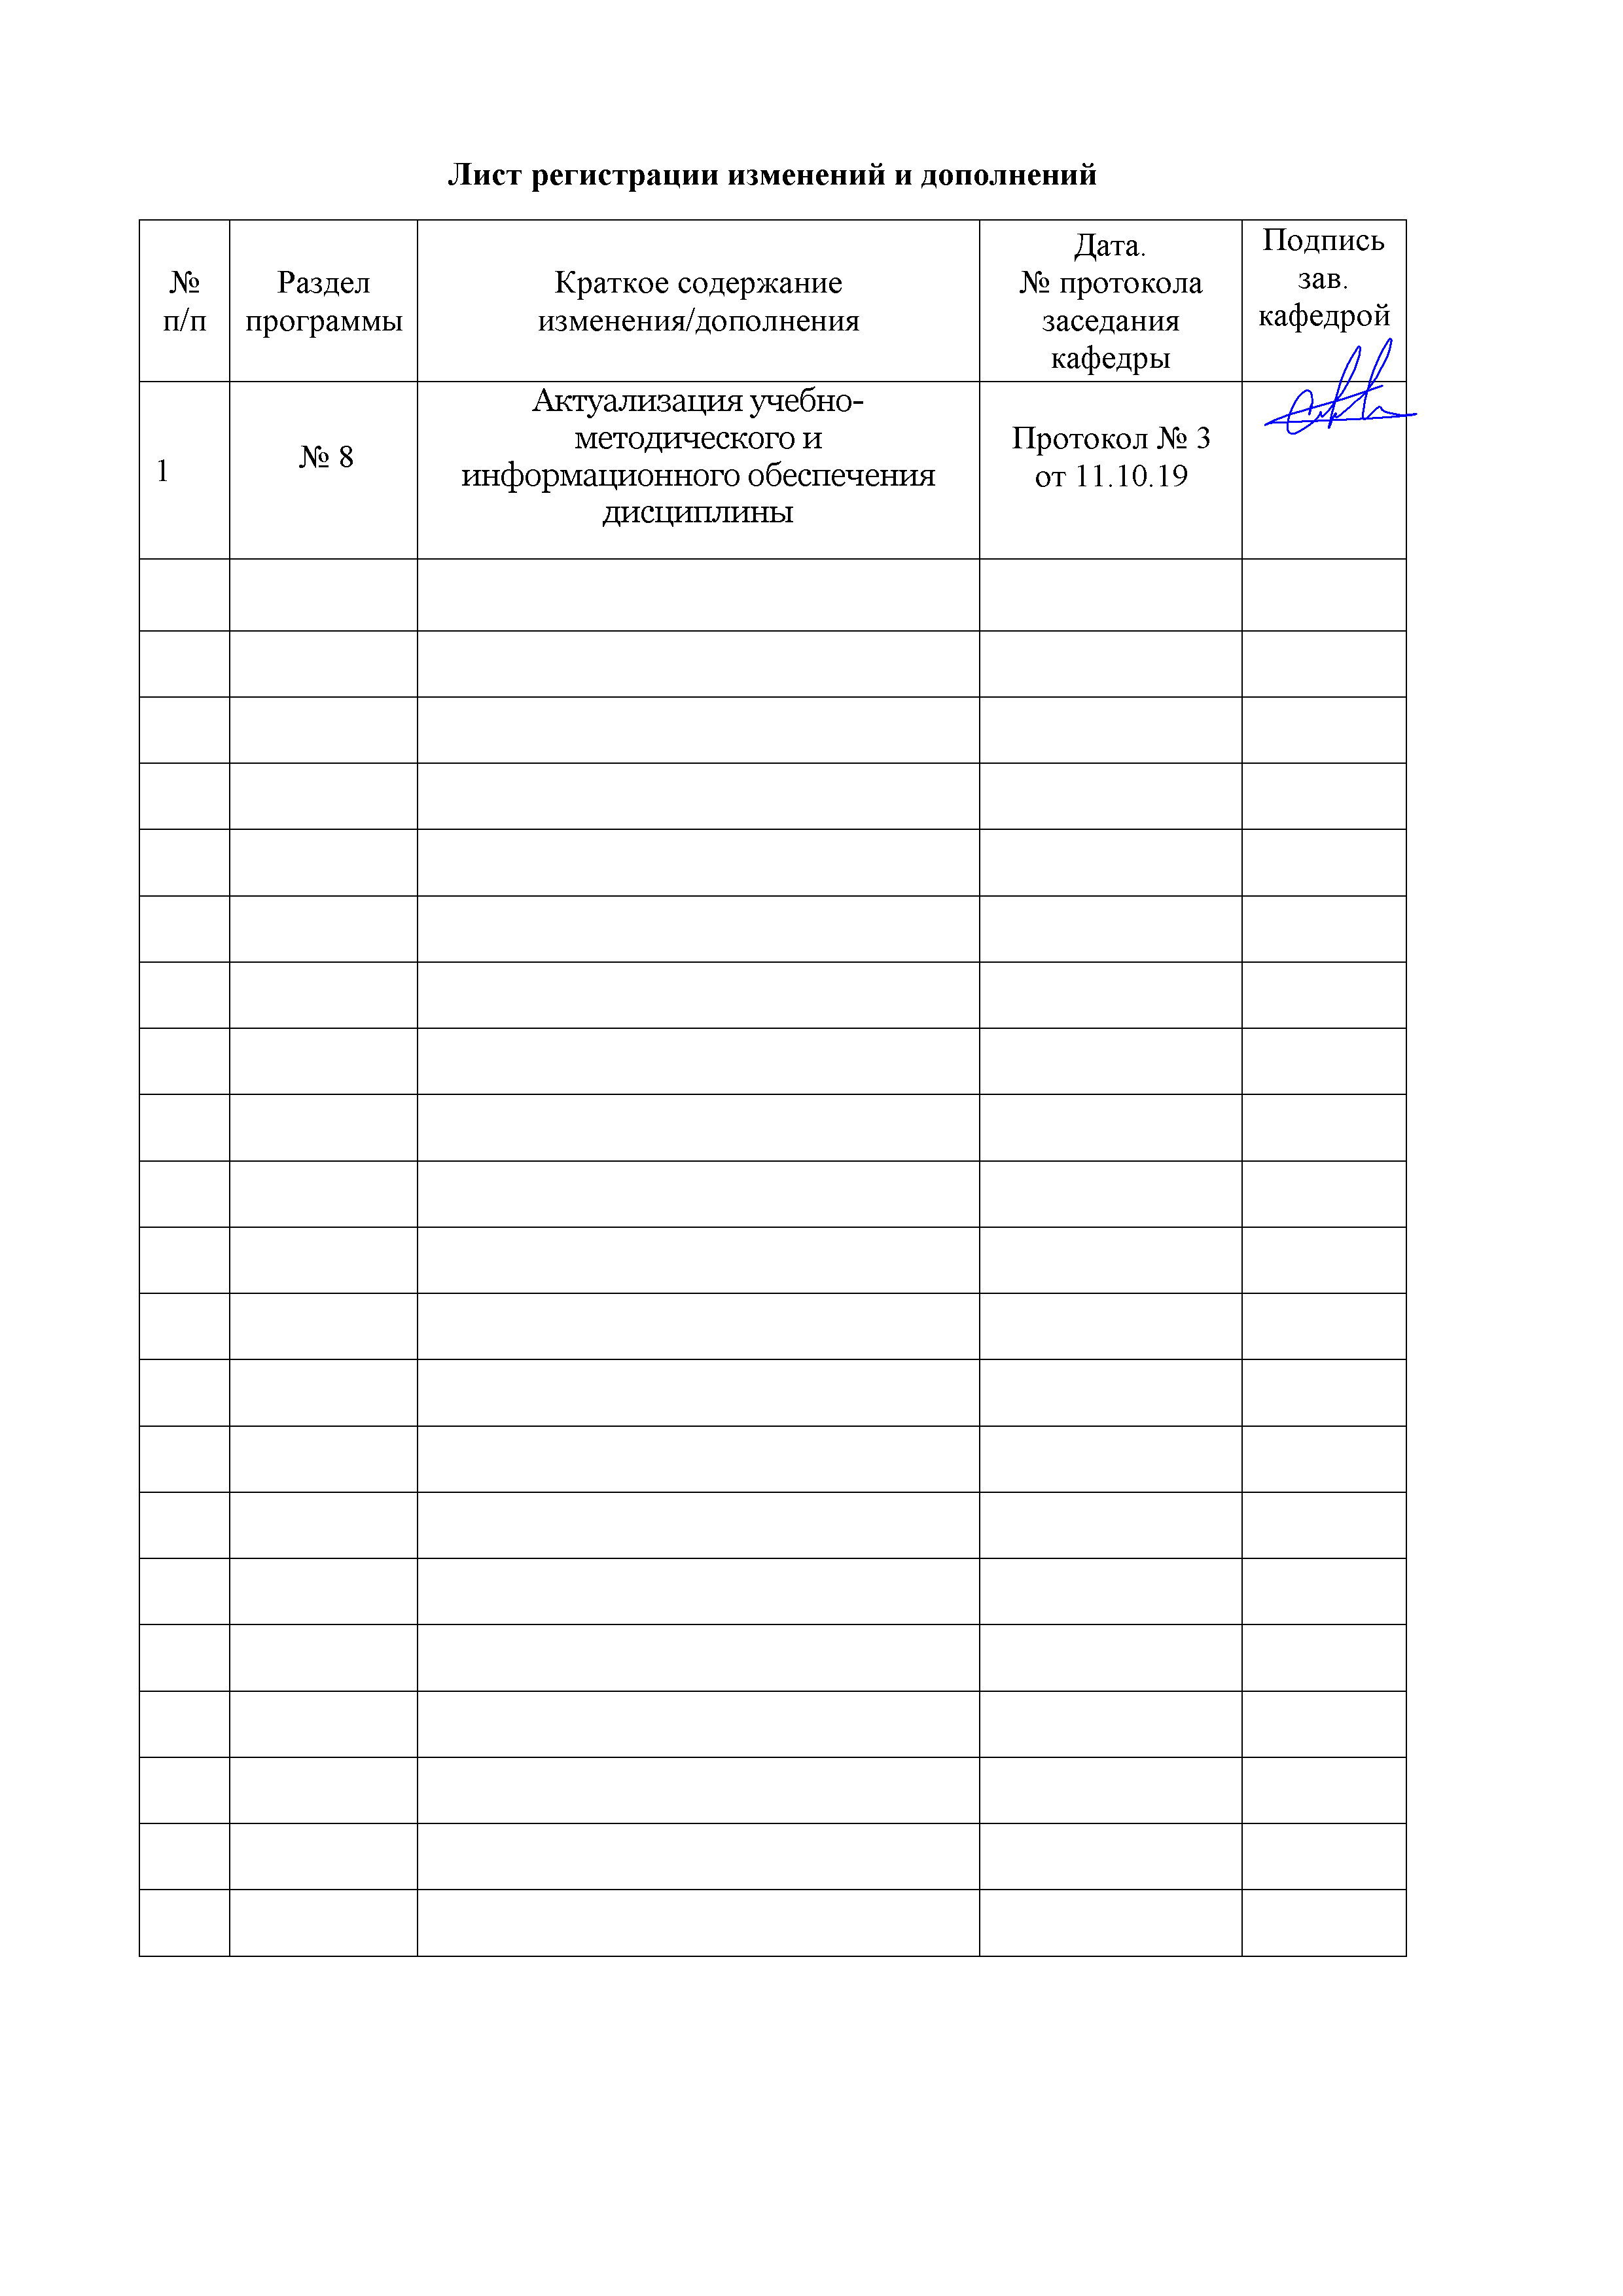 Лист регистрации изменений и дополнений
№
п/п
Раздел
программы
Краткое содержание
изменения/дополнения
Дата.
№ протокола
заседания
кафедры
Подпись
зав.
кафедрой
1
№ 8
Актуализация учебно-
методического и
информационного обеспечения
дисциплины
Протокол № 3
от 11.10.19